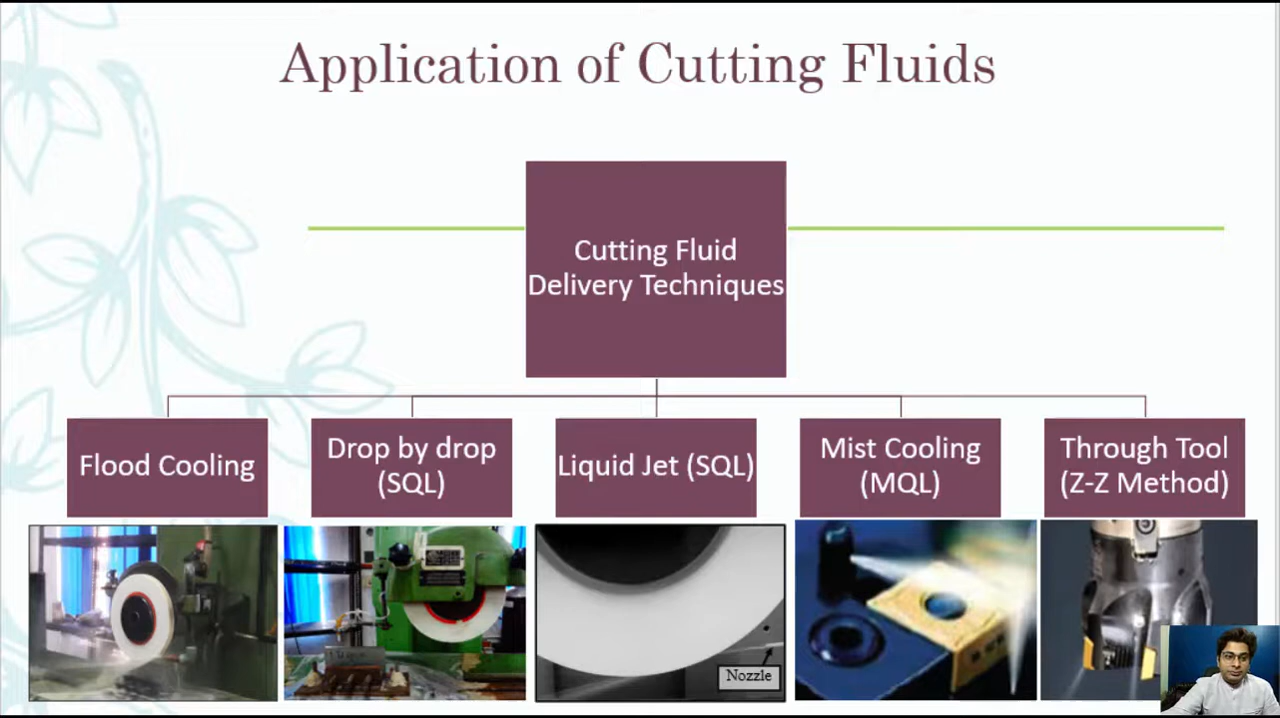 Application of Cutting Fluids
Cutting Fluid
Delivery Techniques
Flood Cooling
Drop by drop
(SQL)
Liquid Jet (SQL)
Mist Cooling
(MQL)
Through Tool
(Z-Z Method)
Nozzle